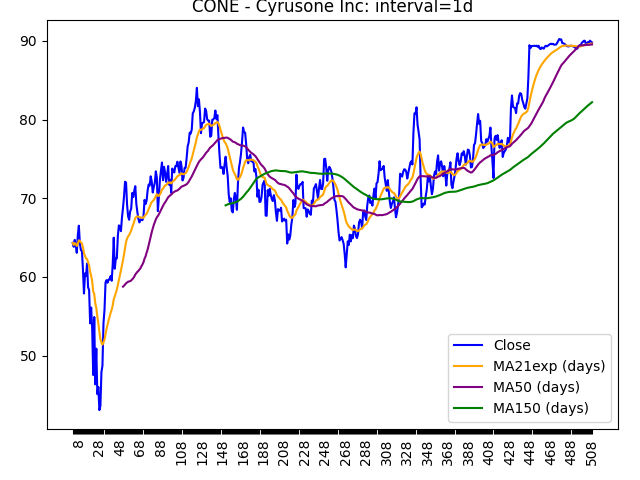 CONE - Cyrusone Inc: interval=1d
90
80
70
60
50
Close
MA21exp (days)
MA50 (days)
MA150 (days)
8 28 48 68 88 108 128 148 168 188 208 228 248 268 288 308 328 348 368 388 408 428 448 468 488 508